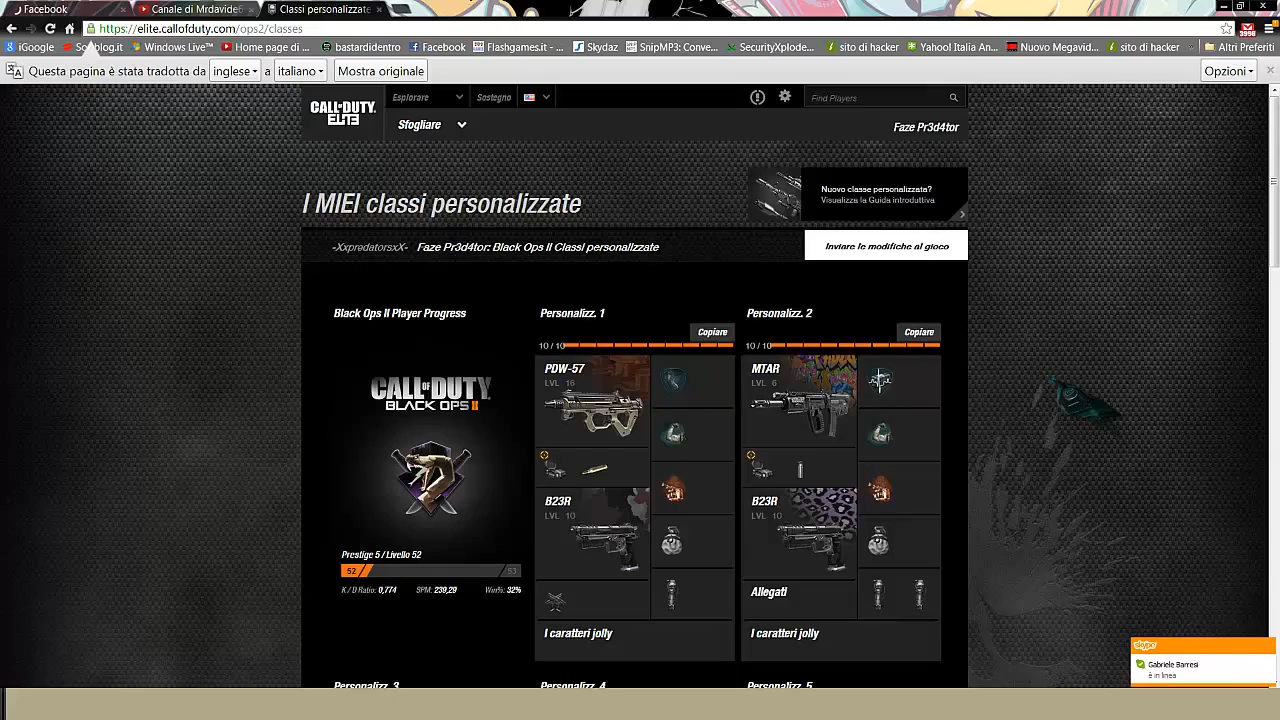 Facebook
Canale di Mrdavide
Classi personalizzate
https://elite.callofduty.com/ops2/classes
3998
iGoogle
Windows Live™
Home page di ...
bastardidentro
Facebook
Flashgames.it - ...
Skydaz
SnipMP3: Conve...
SecurityXplode...
sito di hacker
Yahoo! Italia An...
Nuovo Megavid...
sito di hacker
Altri Preferiti
Questa pagina è stata tradotta da inglese a italiano Mostra originale
Opzioni
CALL OF DUTY ELITE
Esplorare
Sostegno
Find Players
Sfogliare
Faze Pr3d4tor
I MIEI classi personalizzate
Nuovo classe personalizzata?
Visualizza la Guida introduttiva
-XxpredatorsxX- Faze Pr3d4tor: Black Ops II Classi personalizzate
Inviare le modifiche al gioco
Black Ops II Player Progress
CALL OF DUTY
BLACK OPS II
Prestige 5 / Livello 52
52
53
K / D Ratio: 0,774 SPM: 239,29 Win%: 32%
Personalizz. 1
Copiare
10 / 10
PDW-57
LVL 16
B23R
LVL 10
I caratteri jolly
Personalizz. 2
Copiare
10 / 10
MTAR
LVL 6
B23R
LVL 10
Allegati
I caratteri jolly
Personalizz. 3
Personalizz. 4
Personalizz. 5
skype
Gabriele Barresi
è in linea